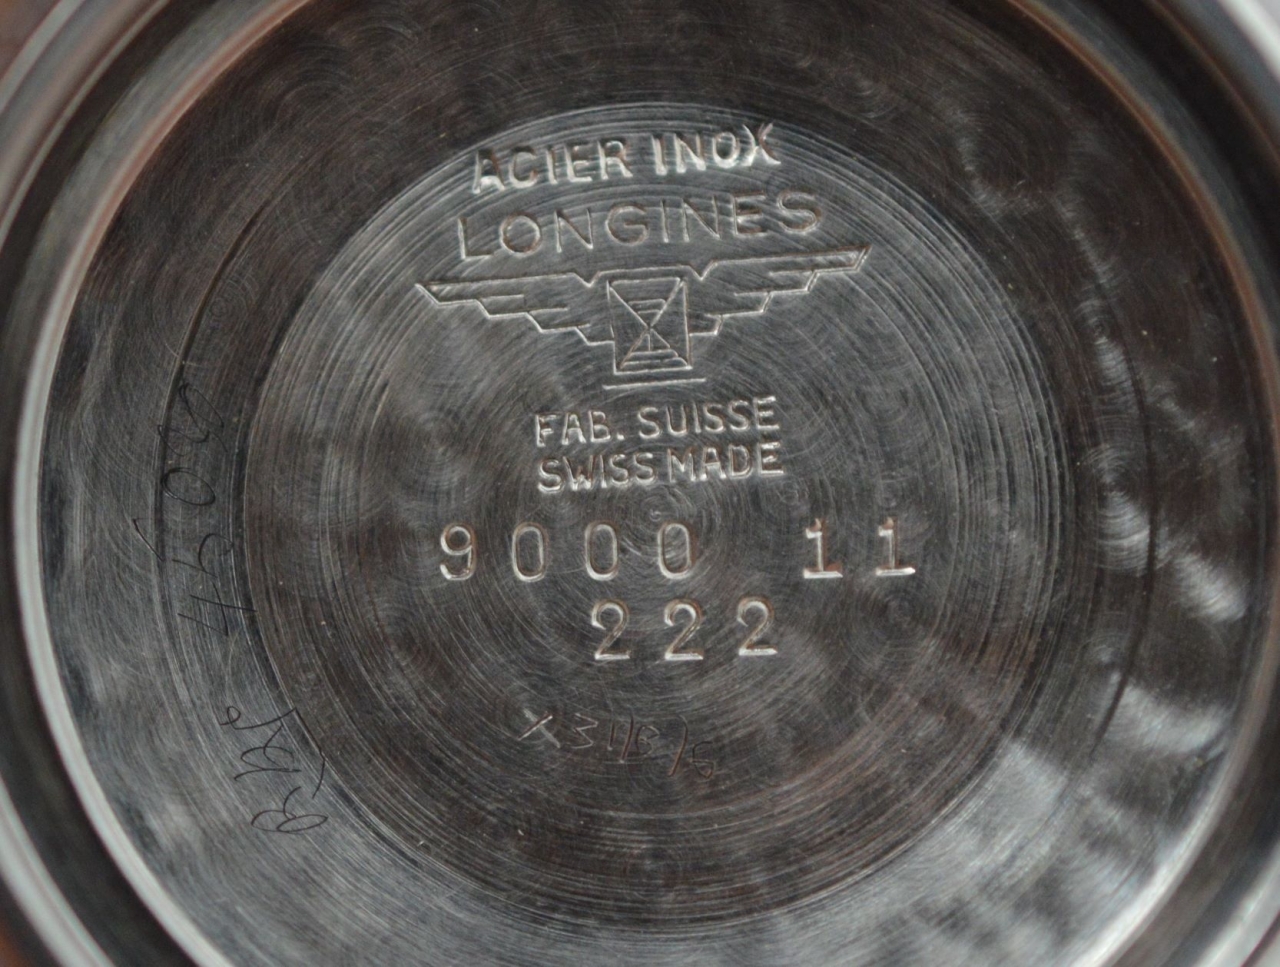 ACIER INOX
LONGINES
FAB. SUISSE
SWISS MADE
9000 11
222